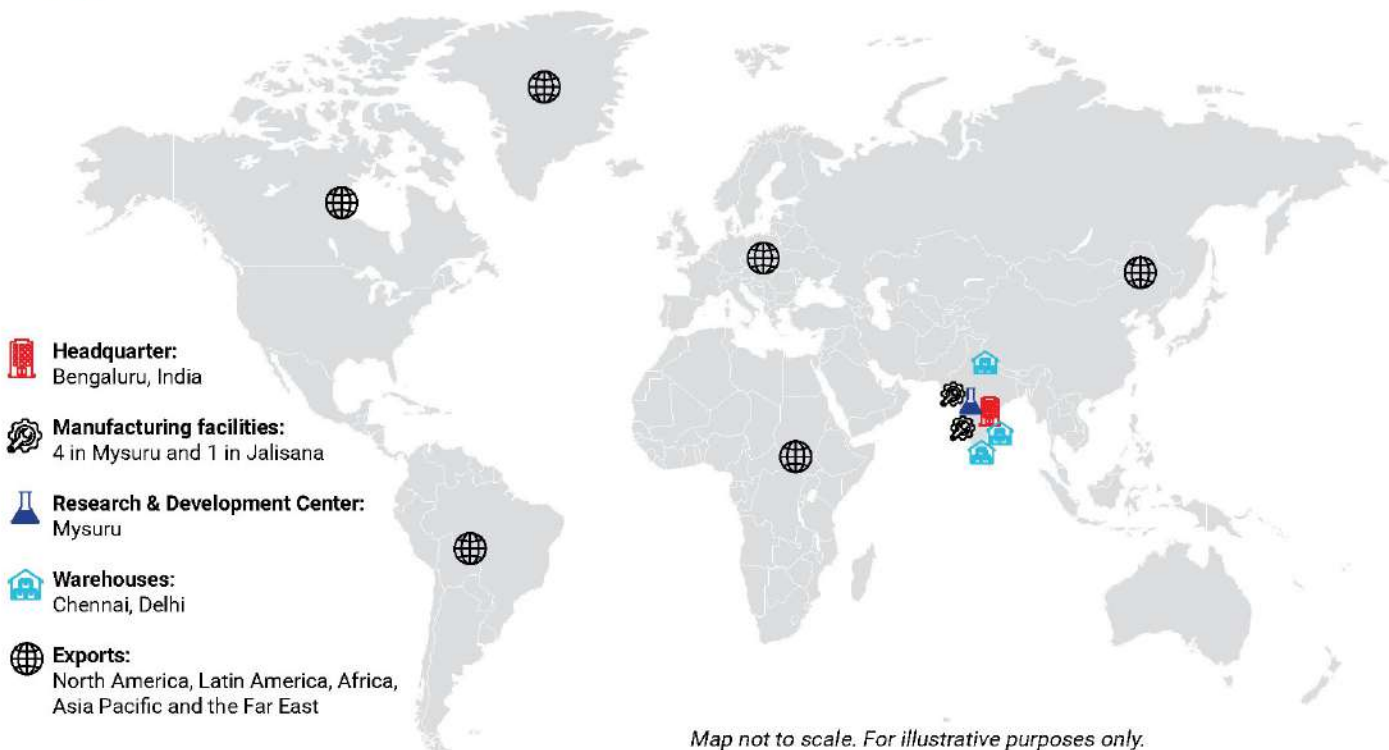 Headquarter:
Bengaluru, India
Manufacturing facilities:
4 in Mysuru and 1 in Jalisana
Research & Development Center:
Mysuru
Warehouses:
Chennai, Delhi
Exports:
North America, Latin America, Africa,
Asia Pacific and the Far East
Map not to scale. For illustrative purposes only.